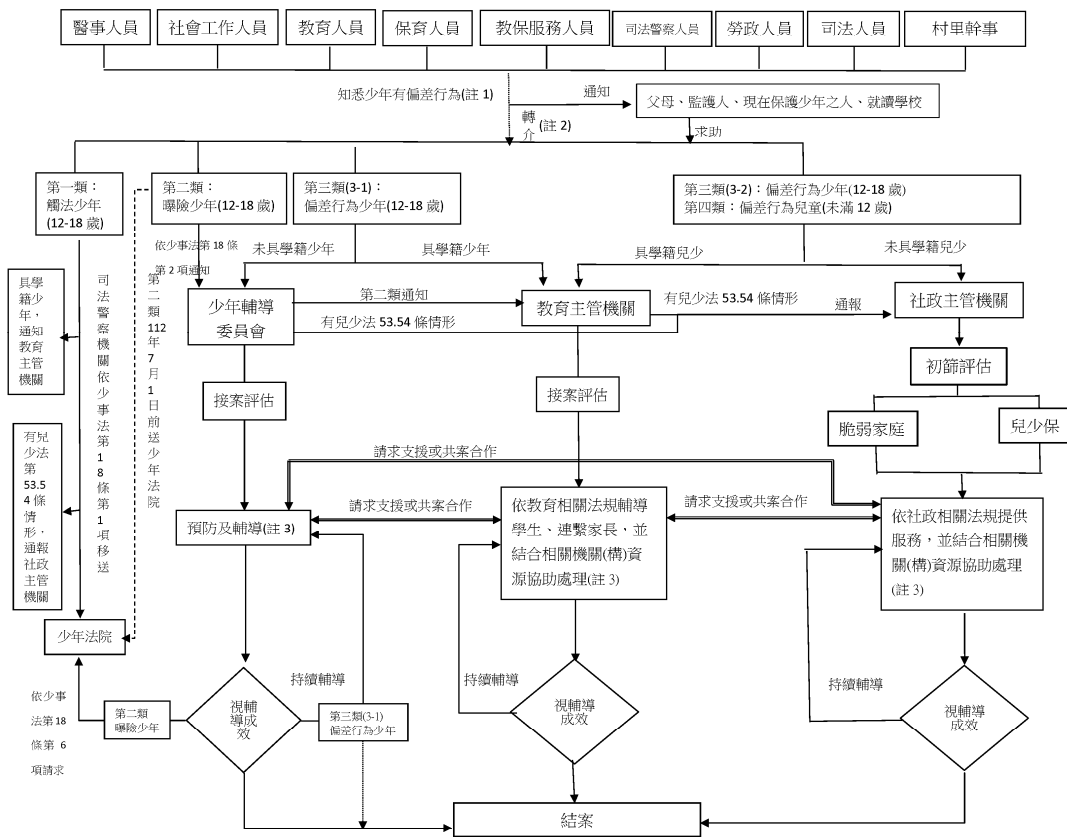 醫事人員
社會工作人員
教育人員
保育人員
教保服務人員
司法警察人員
勞政人員
司法人員
村里幹事
知悉少年有偏差行為(註 1)
通知
父母、監護人、現在保護少年之人、就讀學校
轉
介
(註 2)
求助
第一類：
觸法少年
(12-18 歲)
第二類：
曝險少年(12-18 歲)
第三類(3-1)：
偏差行為少年(12-18 歲)
第三類(3-2)：偏差行為少年(12-18 歲)
第四類：偏差行為兒童(未滿 12 歲)
依少事法第 18 條
第 2 項通知
未具學籍少年
具學籍少年
具學籍兒少
未具學籍兒少
具學
籍少
年，
通知
教育
主管
機關
司法警察機關依少事法第18條第1項移送
第二類112年7月1日前送少年法院
少年輔導
委員會
第二類通知
有兒少法 53.54 條情形
教育主管機關
有兒少法 53.54 條情形
通報
社政主管機關
初篩評估
接案評估
接案評估
脆弱家庭
兒少保
有兒
少法
第
53.5
4 條
情
形，
通報
社政
主管
機關
請求支援或共案合作
請求支援或共案合作
請求支援或共案合作
預防及輔導(註 3)
依教育相關法規輔導
學生、連繫家長，並
結合相關機關(構)資
源協助處理(註 3)
依社政相關法規提供
服務，並結合相關機
關(構)資源協助處理
(註 3)
少年法院
依少事
法第 18
條第 6
項請求
第二類
曝險少年
視輔
導成
效
持續輔導
第三類(3-1)
偏差行為少年
持續輔導
視輔導
成效
持續輔導
視輔導
成效
結案